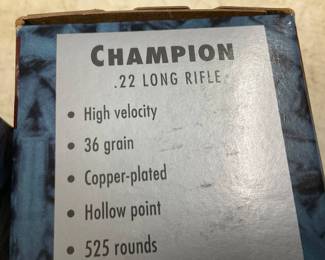 CHAMPION
.22 LONG RIFLE
• High velocity
• 36 grain
• Copper-plated
• Hollow point
• 525 rounds